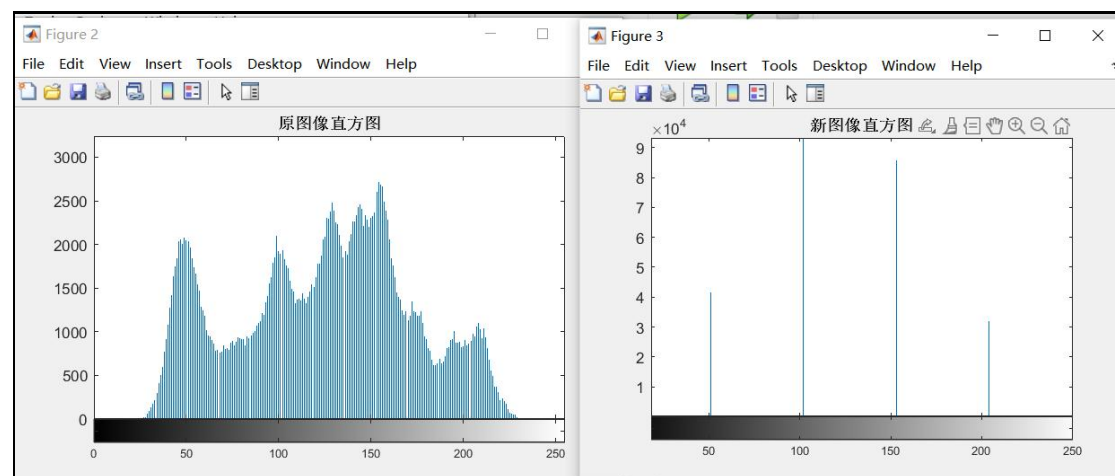 Figure 2
File Edit View Insert Tools Desktop Window Help
原图像直方图
3000
2500
2000
1500
1000
500
0
0 50 100 150 200 250
Figure 3
File Edit View Insert Tools Desktop Window Help
×10⁴
新图像直方图
9
8
7
6
5
4
3
2
1
50 100 150 200 250